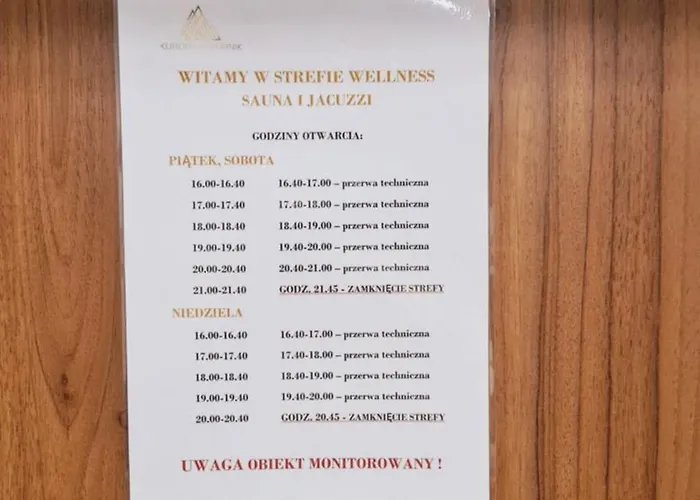 WITAMY W STREFIE WELLNESS
SAUNA I JACUZZI
GODZINY OTWARCIA:
PIĄTEK, SOBOTA
16.00-16.40 16.40-17.00 – przerwa techniczna
17.00-17.40 17.40-18.00 – przerwa techniczna
18.00-18.40 18.40-19.00 – przerwa techniczna
19.00-19.40 19.40-20.00 – przerwa techniczna
20.00-20.40 20.40-21.00 – przerwa techniczna
21.00-21.40 GODZ. 21.45 - ZAMKNIĘCIE STREFY
NIEDZIELA
16.00-16.40 16.40-17.00 – przerwa techniczna
17.00-17.40 17.40-18.00 – przerwa techniczna
18.00-18.40 18.40-19.00 – przerwa techniczna
19.00-19.40 19.40-20.00 – przerwa techniczna
20.00-20.40 GODZ. 20.45 - ZAMKNIĘCIE STREFY
UWAGA OBIEKT MONITOROWANY !